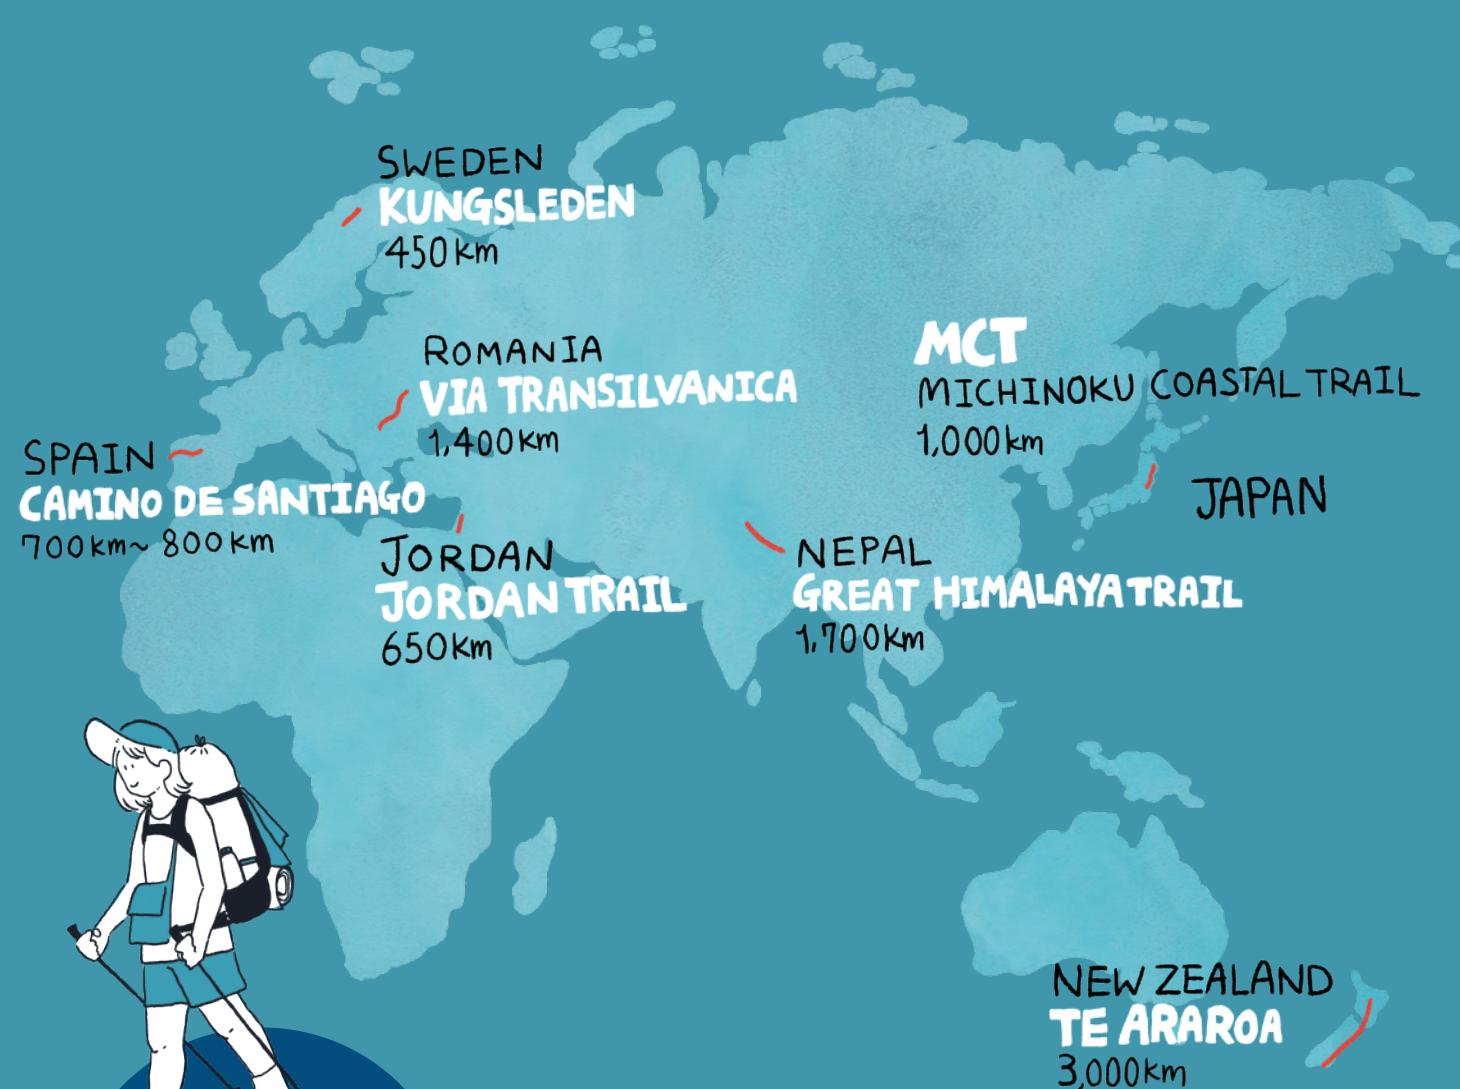 SWEDEN
KUNGSLEDEN
450km
ROMANIA
VIA TRANSILVANICA
1,400km
MCT
MICHINOKU COASTAL TRAIL
1,000km
JAPAN
SPAIN
CAMINO DE SANTIAGO
700km~ 800km
JORDAN
JORDAN TRAIL
650km
NEPAL
GREAT HIMALAYA TRAIL
1,700km
NEW ZEALAND
TE ARAROA
3,000km